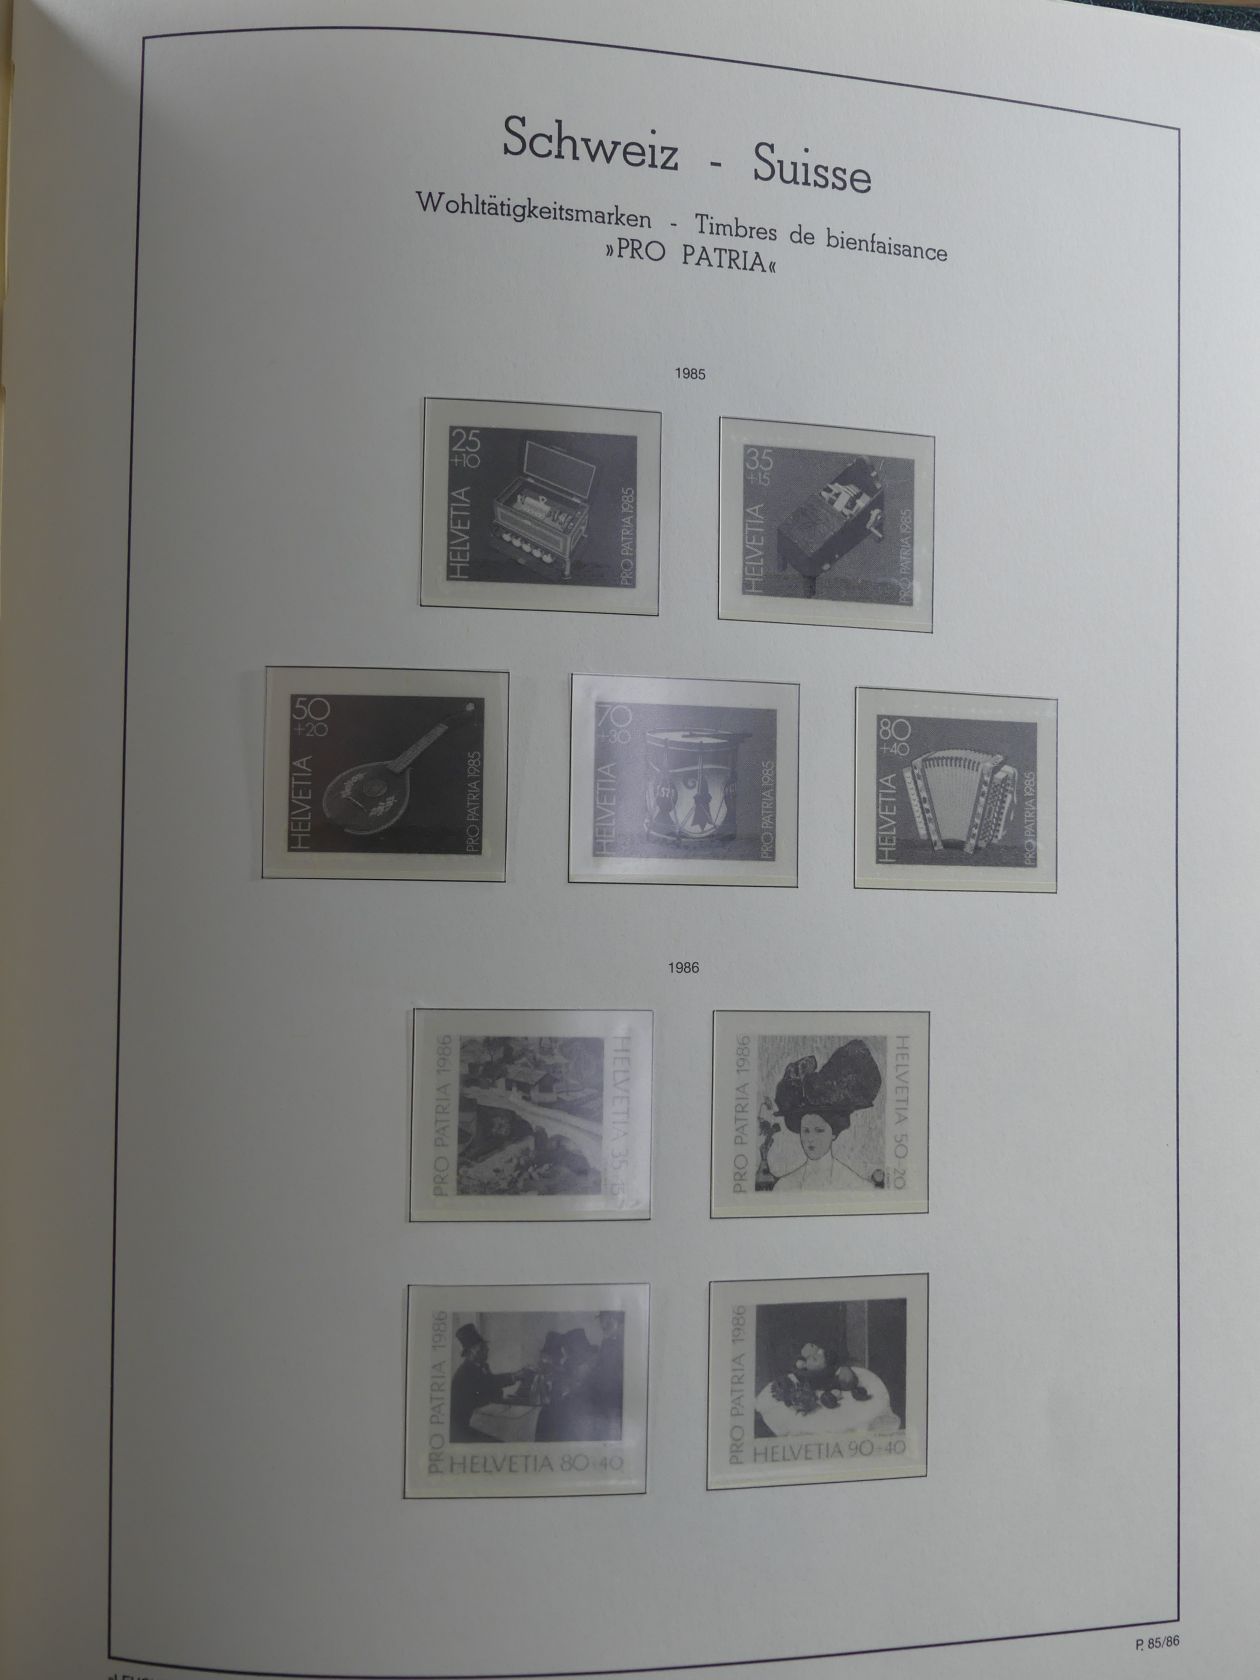 Schweiz - Suisse
Wohltätigkeitsmarken - Timbres de bienfaisance
»PRO PATRIA«
1985
25
+10
HELVETIA
PRO PATRIA 1985
35
+15
HELVETIA
PRO PATRIA 1985
50
+20
HELVETIA
PRO PATRIA 1985
70
+30
HELVETIA
PRO PATRIA 1985
80
+40
HELVETIA
PRO PATRIA 1985
1986
PRO PATRIA 1986
HELVETIA 35+15
PRO PATRIA 1986
HELVETIA 50+20
PRO PATRIA 1986
HELVETIA 80+40
PRO PATRIA 1986
HELVETIA 90+40
P. 85/86